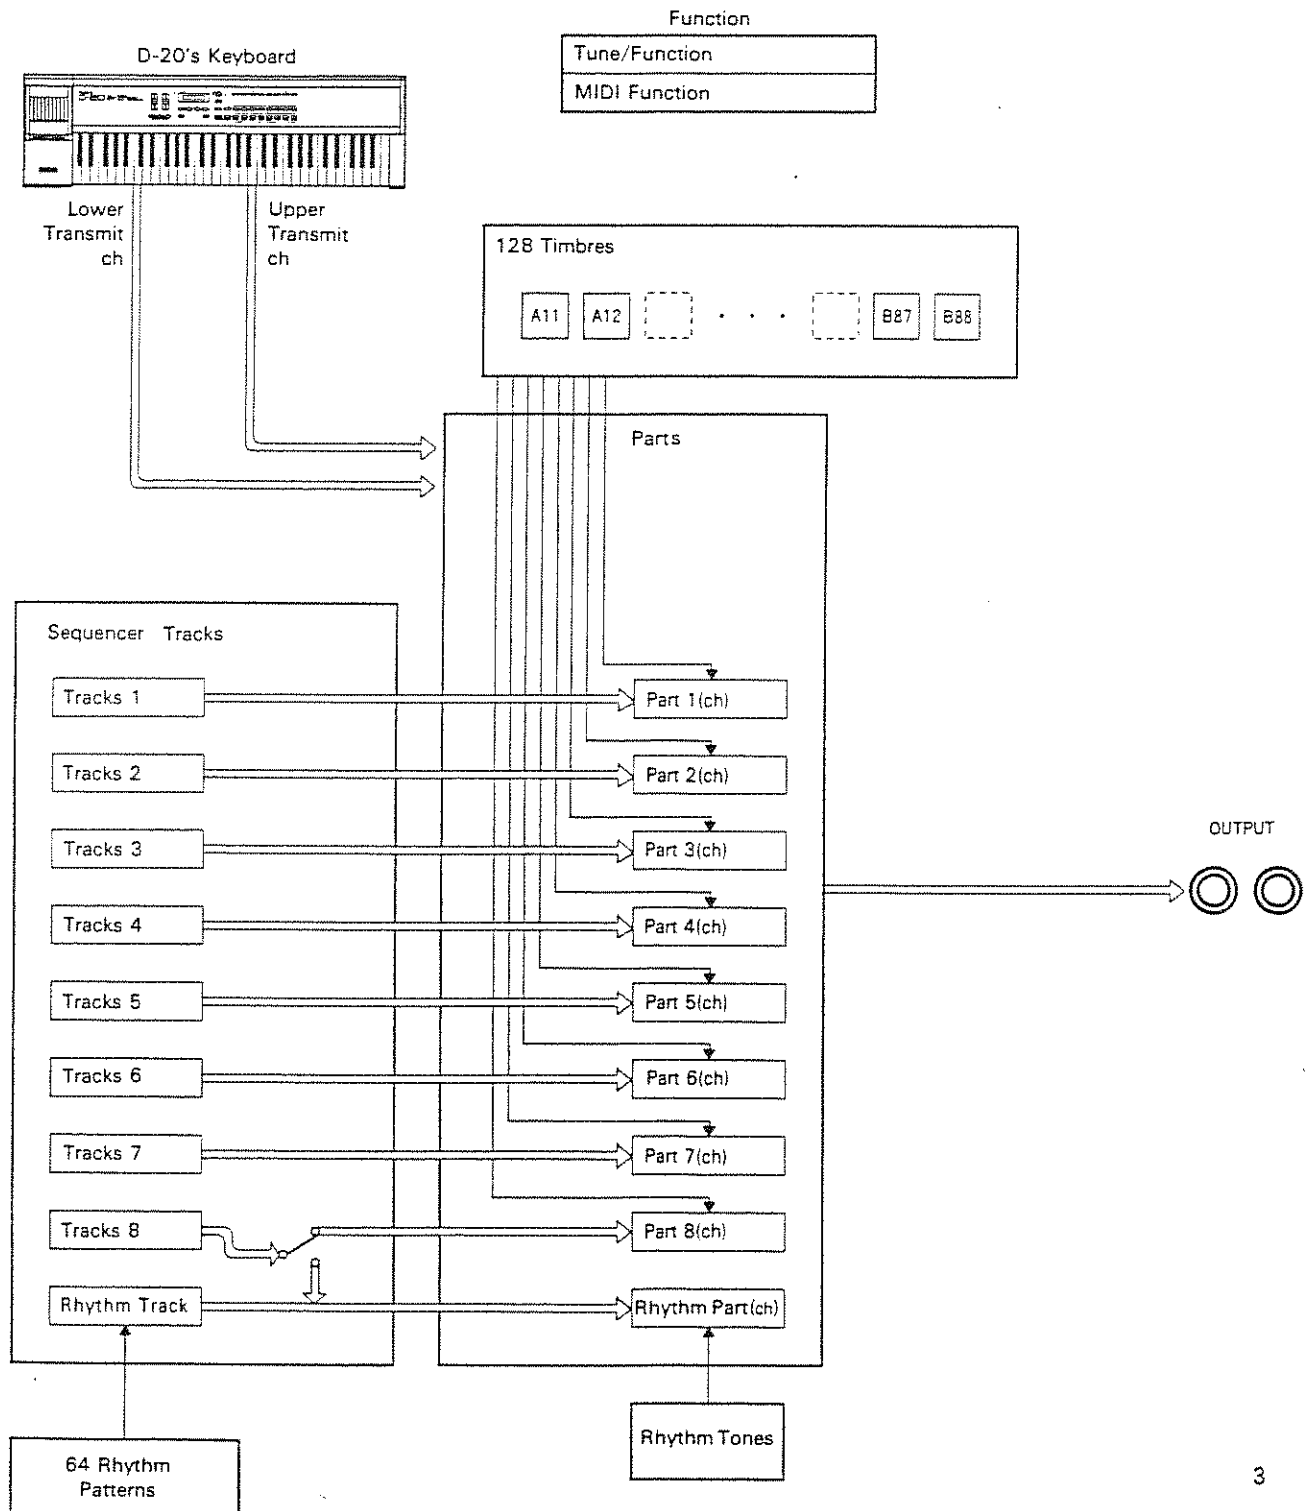 Function
D-20's Keyboard
Tune/Function
MIDI Function
Lower
Transmit
ch
Upper
Transmit
ch
128 Timbres
A11 A12 · · · B87 B88
Parts
Sequencer Tracks
Tracks 1
Part 1(ch)
Tracks 2
Part 2(ch)
Tracks 3
Part 3(ch)
OUTPUT
Tracks 4
Part 4(ch)
Tracks 5
Part 5(ch)
Tracks 6
Part 6(ch)
Tracks 7
Part 7(ch)
Tracks 8
Part 8(ch)
Rhythm Track
Rhythm Part(ch)
Rhythm Tones
64 Rhythm
Patterns
3